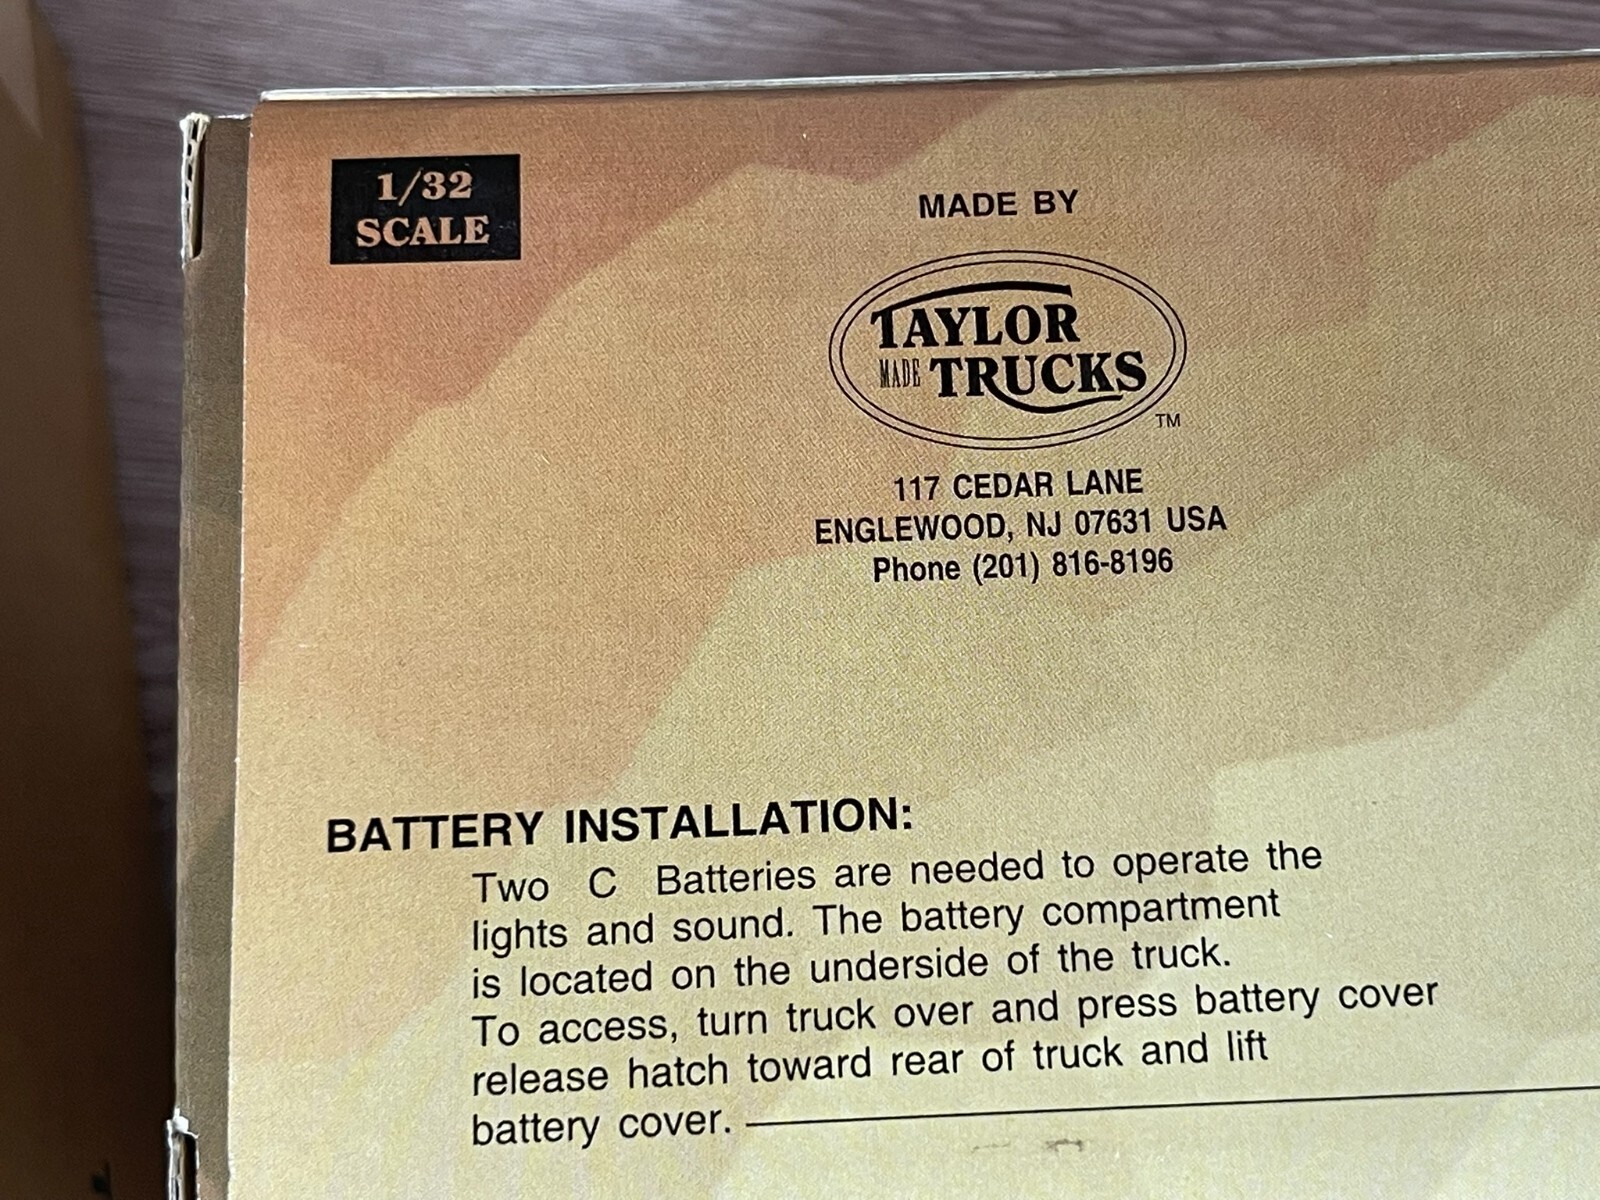 1/32
SCALE
MADE BY
TAYLOR
MADE TRUCKS
TM
117 CEDAR LANE
ENGLEWOOD, NJ 07631 USA
Phone (201) 816-8196
BATTERY INSTALLATION:
Two C Batteries are needed to operate the
lights and sound. The battery compartment
is located on the underside of the truck.
To access, turn truck over and press battery cover
release hatch toward rear of truck and lift
battery cover.